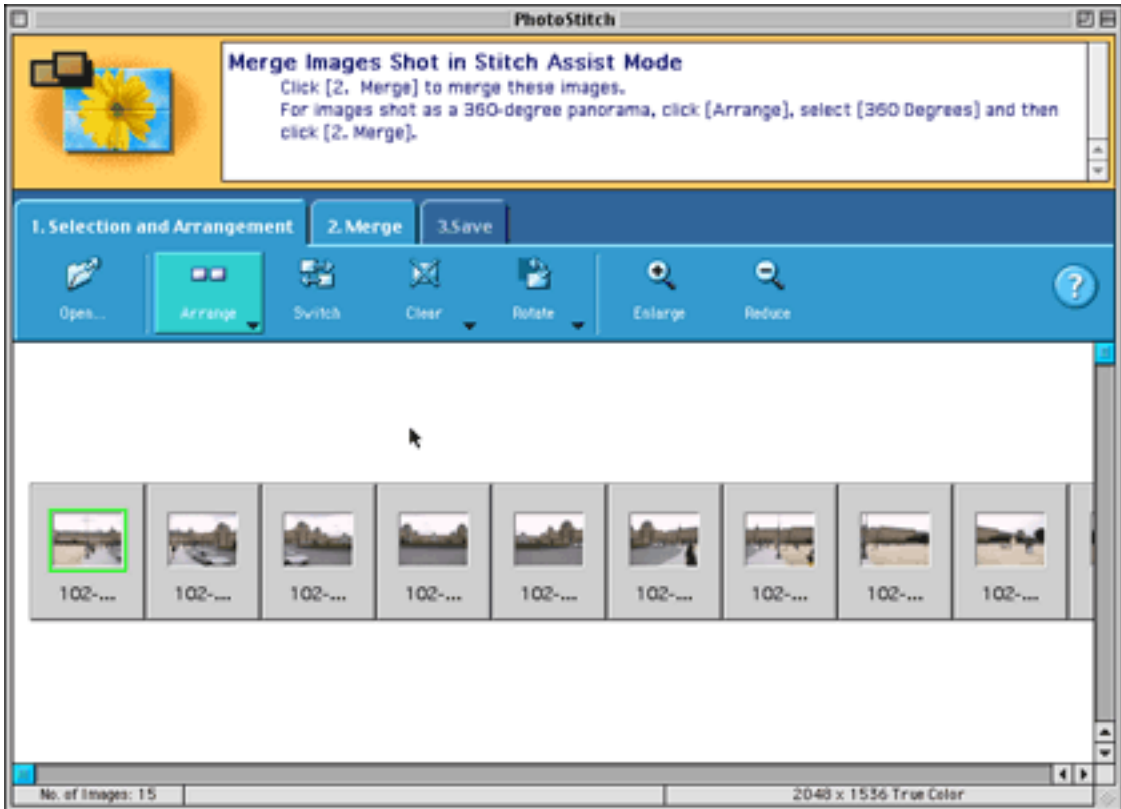 PhotoStitch
Merge Images Shot in Stitch Assist Mode
Click [2. Merge] to merge these images.
For images shot as a 360-degree panorama, click [Arrange], select [360 Degrees] and then
click [2. Merge].
1. Selection and Arrangement 2. Merge 3.Save
Open... Arrange Switch Clear Rotate Enlarge Reduce ?
102-... 102-... 102-... 102-... 102-... 102-... 102-... 102-... 102-...
No. of Images: 15 2048 x 1536 True Color